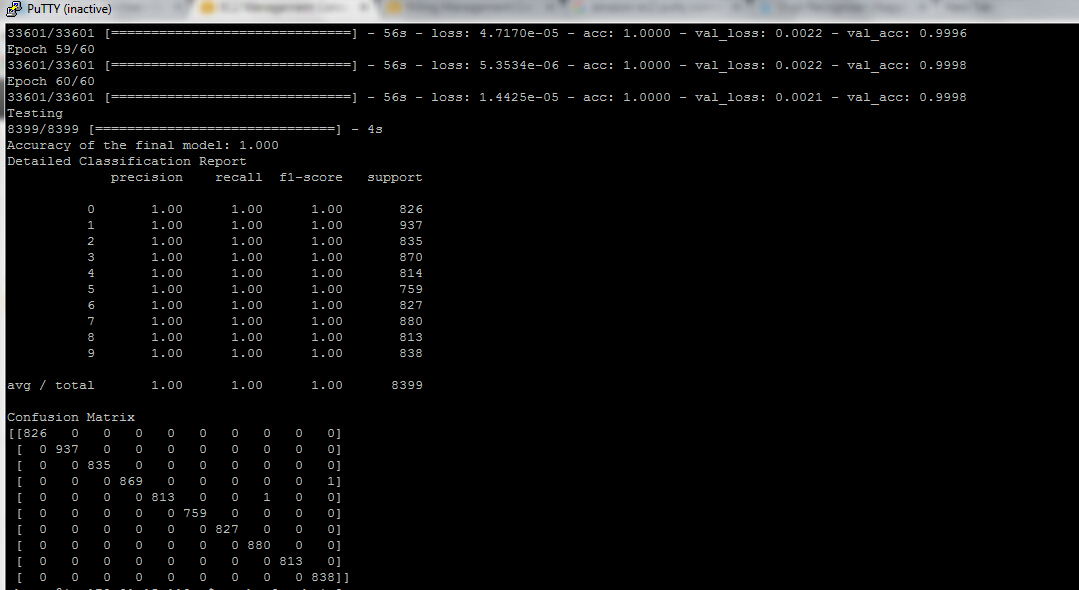 PuTTY (inactive)
33601/33601 [==============================] - 56s - loss: 4.7170e-05 - acc: 1.0000 - val_loss: 0.0022 - val_acc: 0.9996
Epoch 59/60
33601/33601 [==============================] - 56s - loss: 5.3534e-06 - acc: 1.0000 - val_loss: 0.0022 - val_acc: 0.9998
Epoch 60/60
33601/33601 [==============================] - 56s - loss: 1.4425e-05 - acc: 1.0000 - val_loss: 0.0021 - val_acc: 0.9998
Testing
8399/8399 [==============================] - 4s
Accuracy of the final model: 1.000
Detailed Classification Report
             precision    recall  f1-score   support

          0       1.00      1.00      1.00       826
          1       1.00      1.00      1.00       937
          2       1.00      1.00      1.00       835
          3       1.00      1.00      1.00       870
          4       1.00      1.00      1.00       814
          5       1.00      1.00      1.00       759
          6       1.00      1.00      1.00       827
          7       1.00      1.00      1.00       880
          8       1.00      1.00      1.00       813
          9       1.00      1.00      1.00       838

avg / total       1.00      1.00      1.00      8399

Confusion Matrix
[[826   0   0   0   0   0   0   0   0   0]
 [  0 937   0   0   0   0   0   0   0   0]
 [  0   0 835   0   0   0   0   0   0   0]
 [  0   0   0 869   0   0   0   0   0   1]
 [  0   0   0   0 813   0   0   1   0   0]
 [  0   0   0   0   0 759   0   0   0   0]
 [  0   0   0   0   0   0 827   0   0   0]
 [  0   0   0   0   0   0   0 880   0   0]
 [  0   0   0   0   0   0   0   0 813   0]
 [  0   0   0   0   0   0   0   0   0 838]]